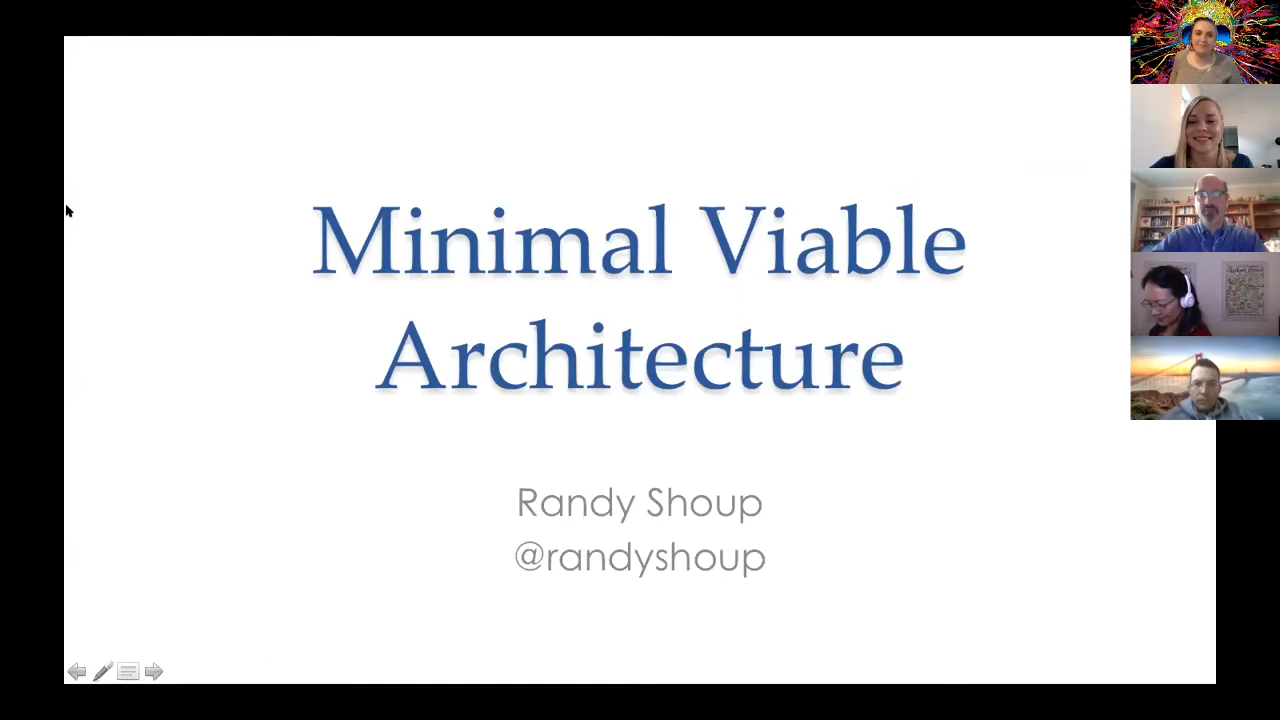 Minimal Viable
Architecture
Randy Shoup
@randyshoup